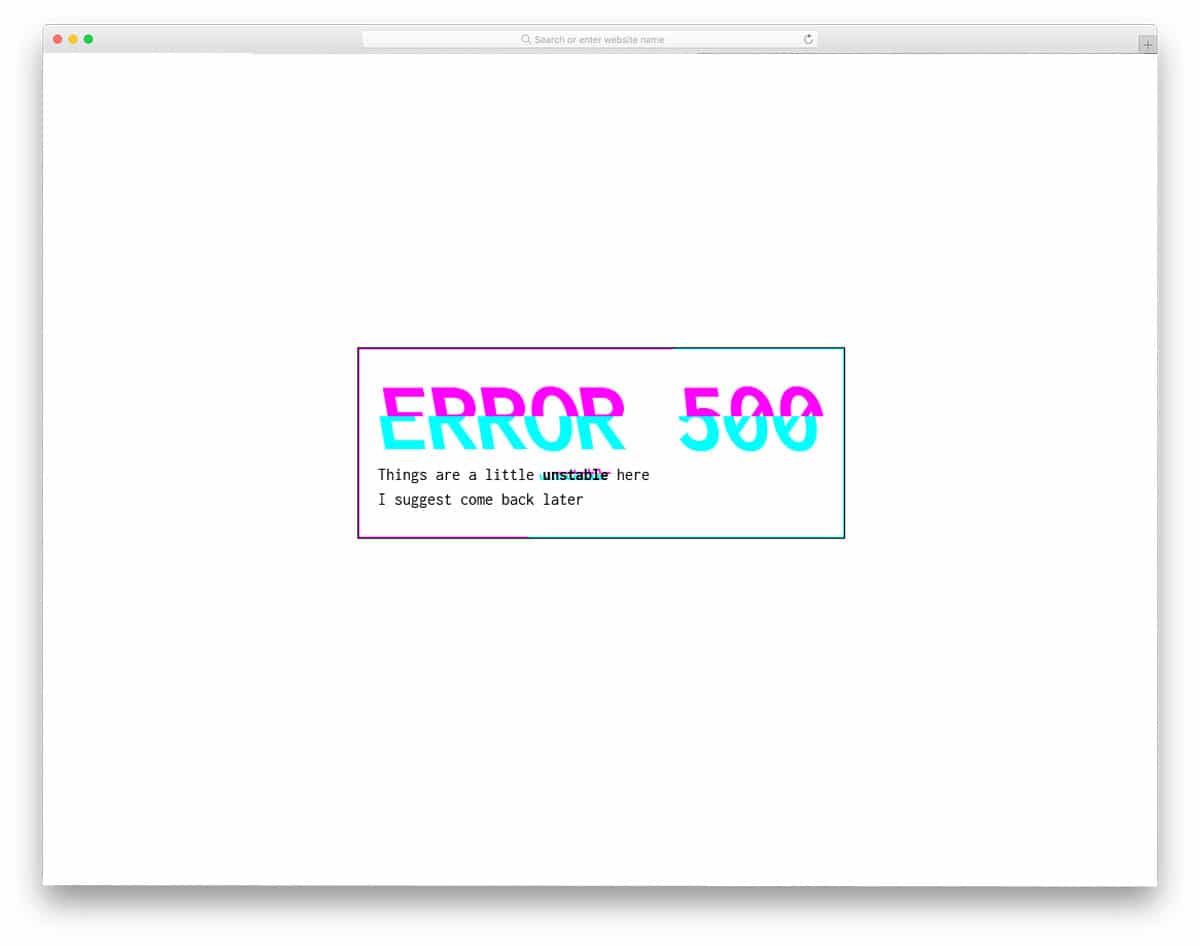 Search or enter website name
ERROR 500
Things are a little unstable here
I suggest come back later